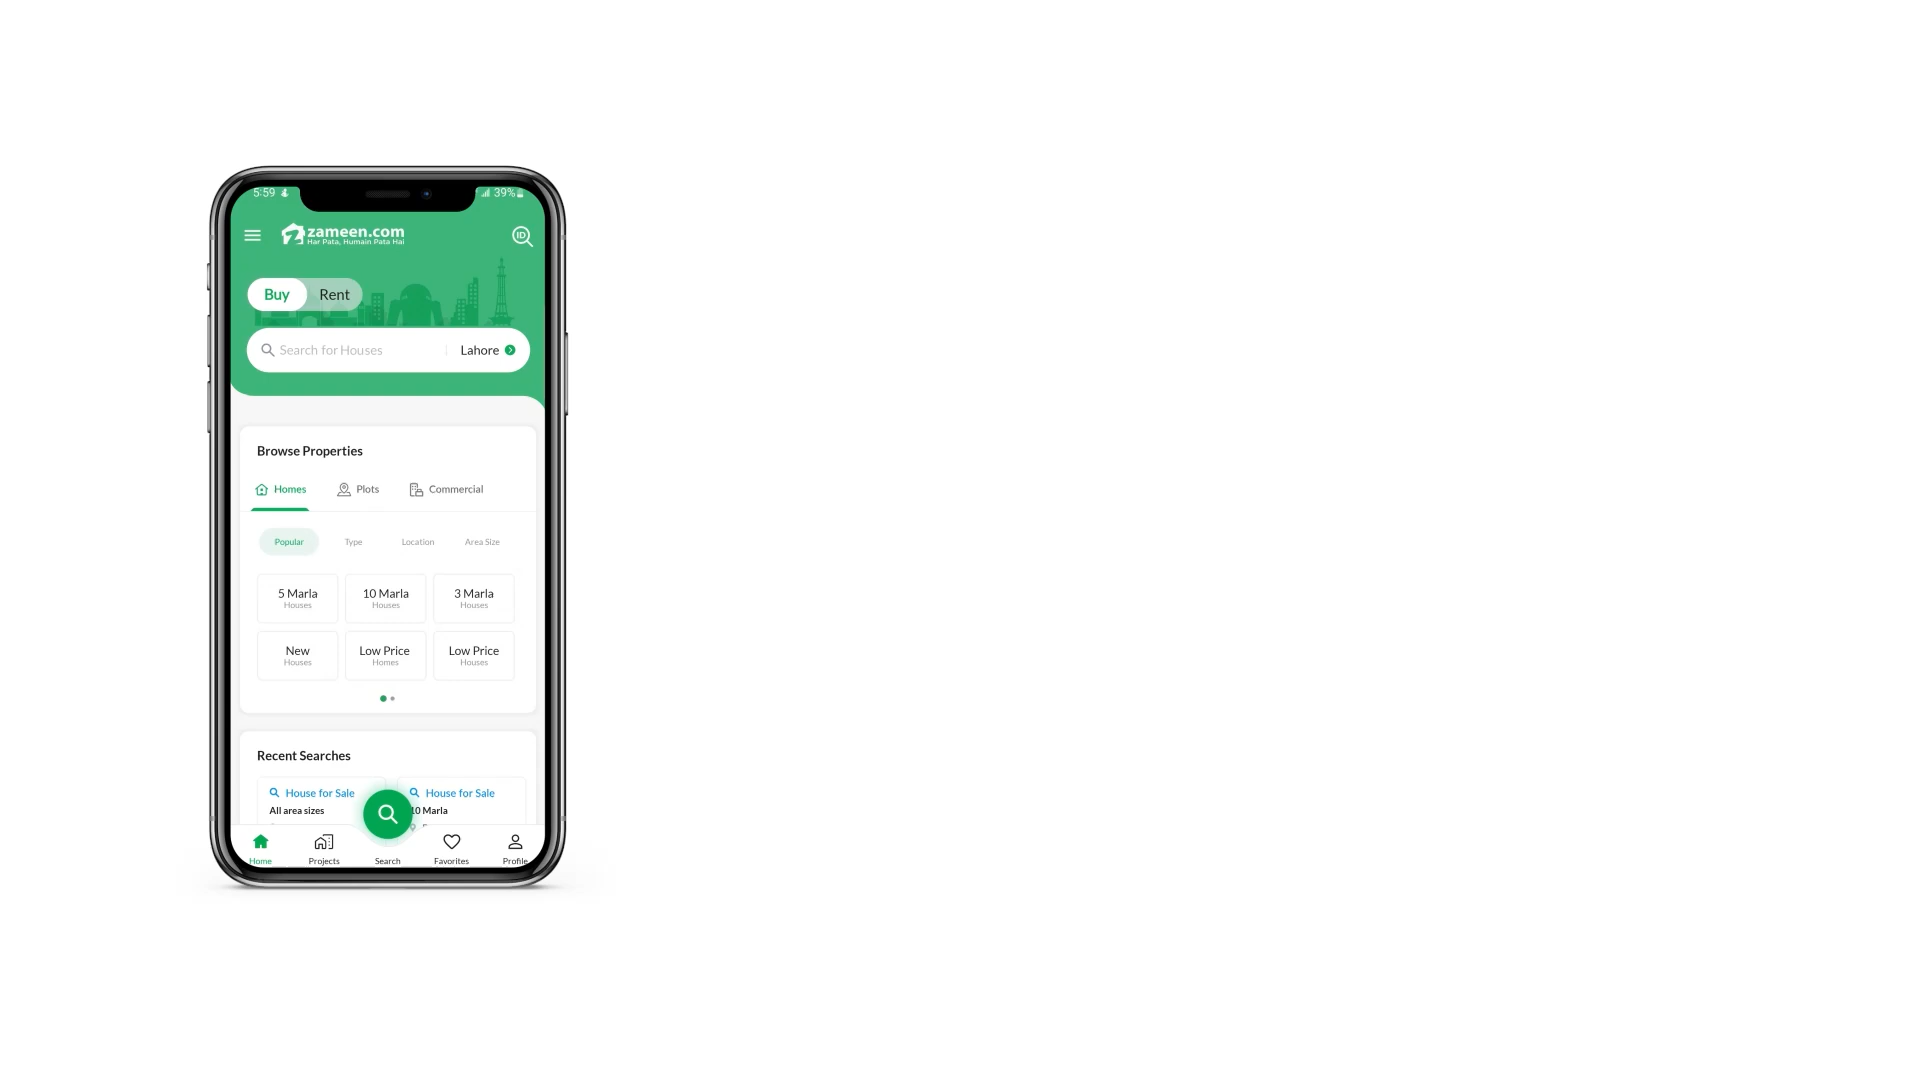 5:59
39%
zameen.com
Har Pata, Humain Pata Hai
ID
Buy Rent
Search for Houses Lahore
Browse Properties
Homes Plots Commercial
Popular Type Location Area Size
5 Marla 10 Marla 3 Marla
Houses Houses Houses
New Low Price Low Price
Houses Homes Houses
Recent Searches
House for Sale House for Sale
All area sizes 10 Marla
Home Projects Search Favorites Profile